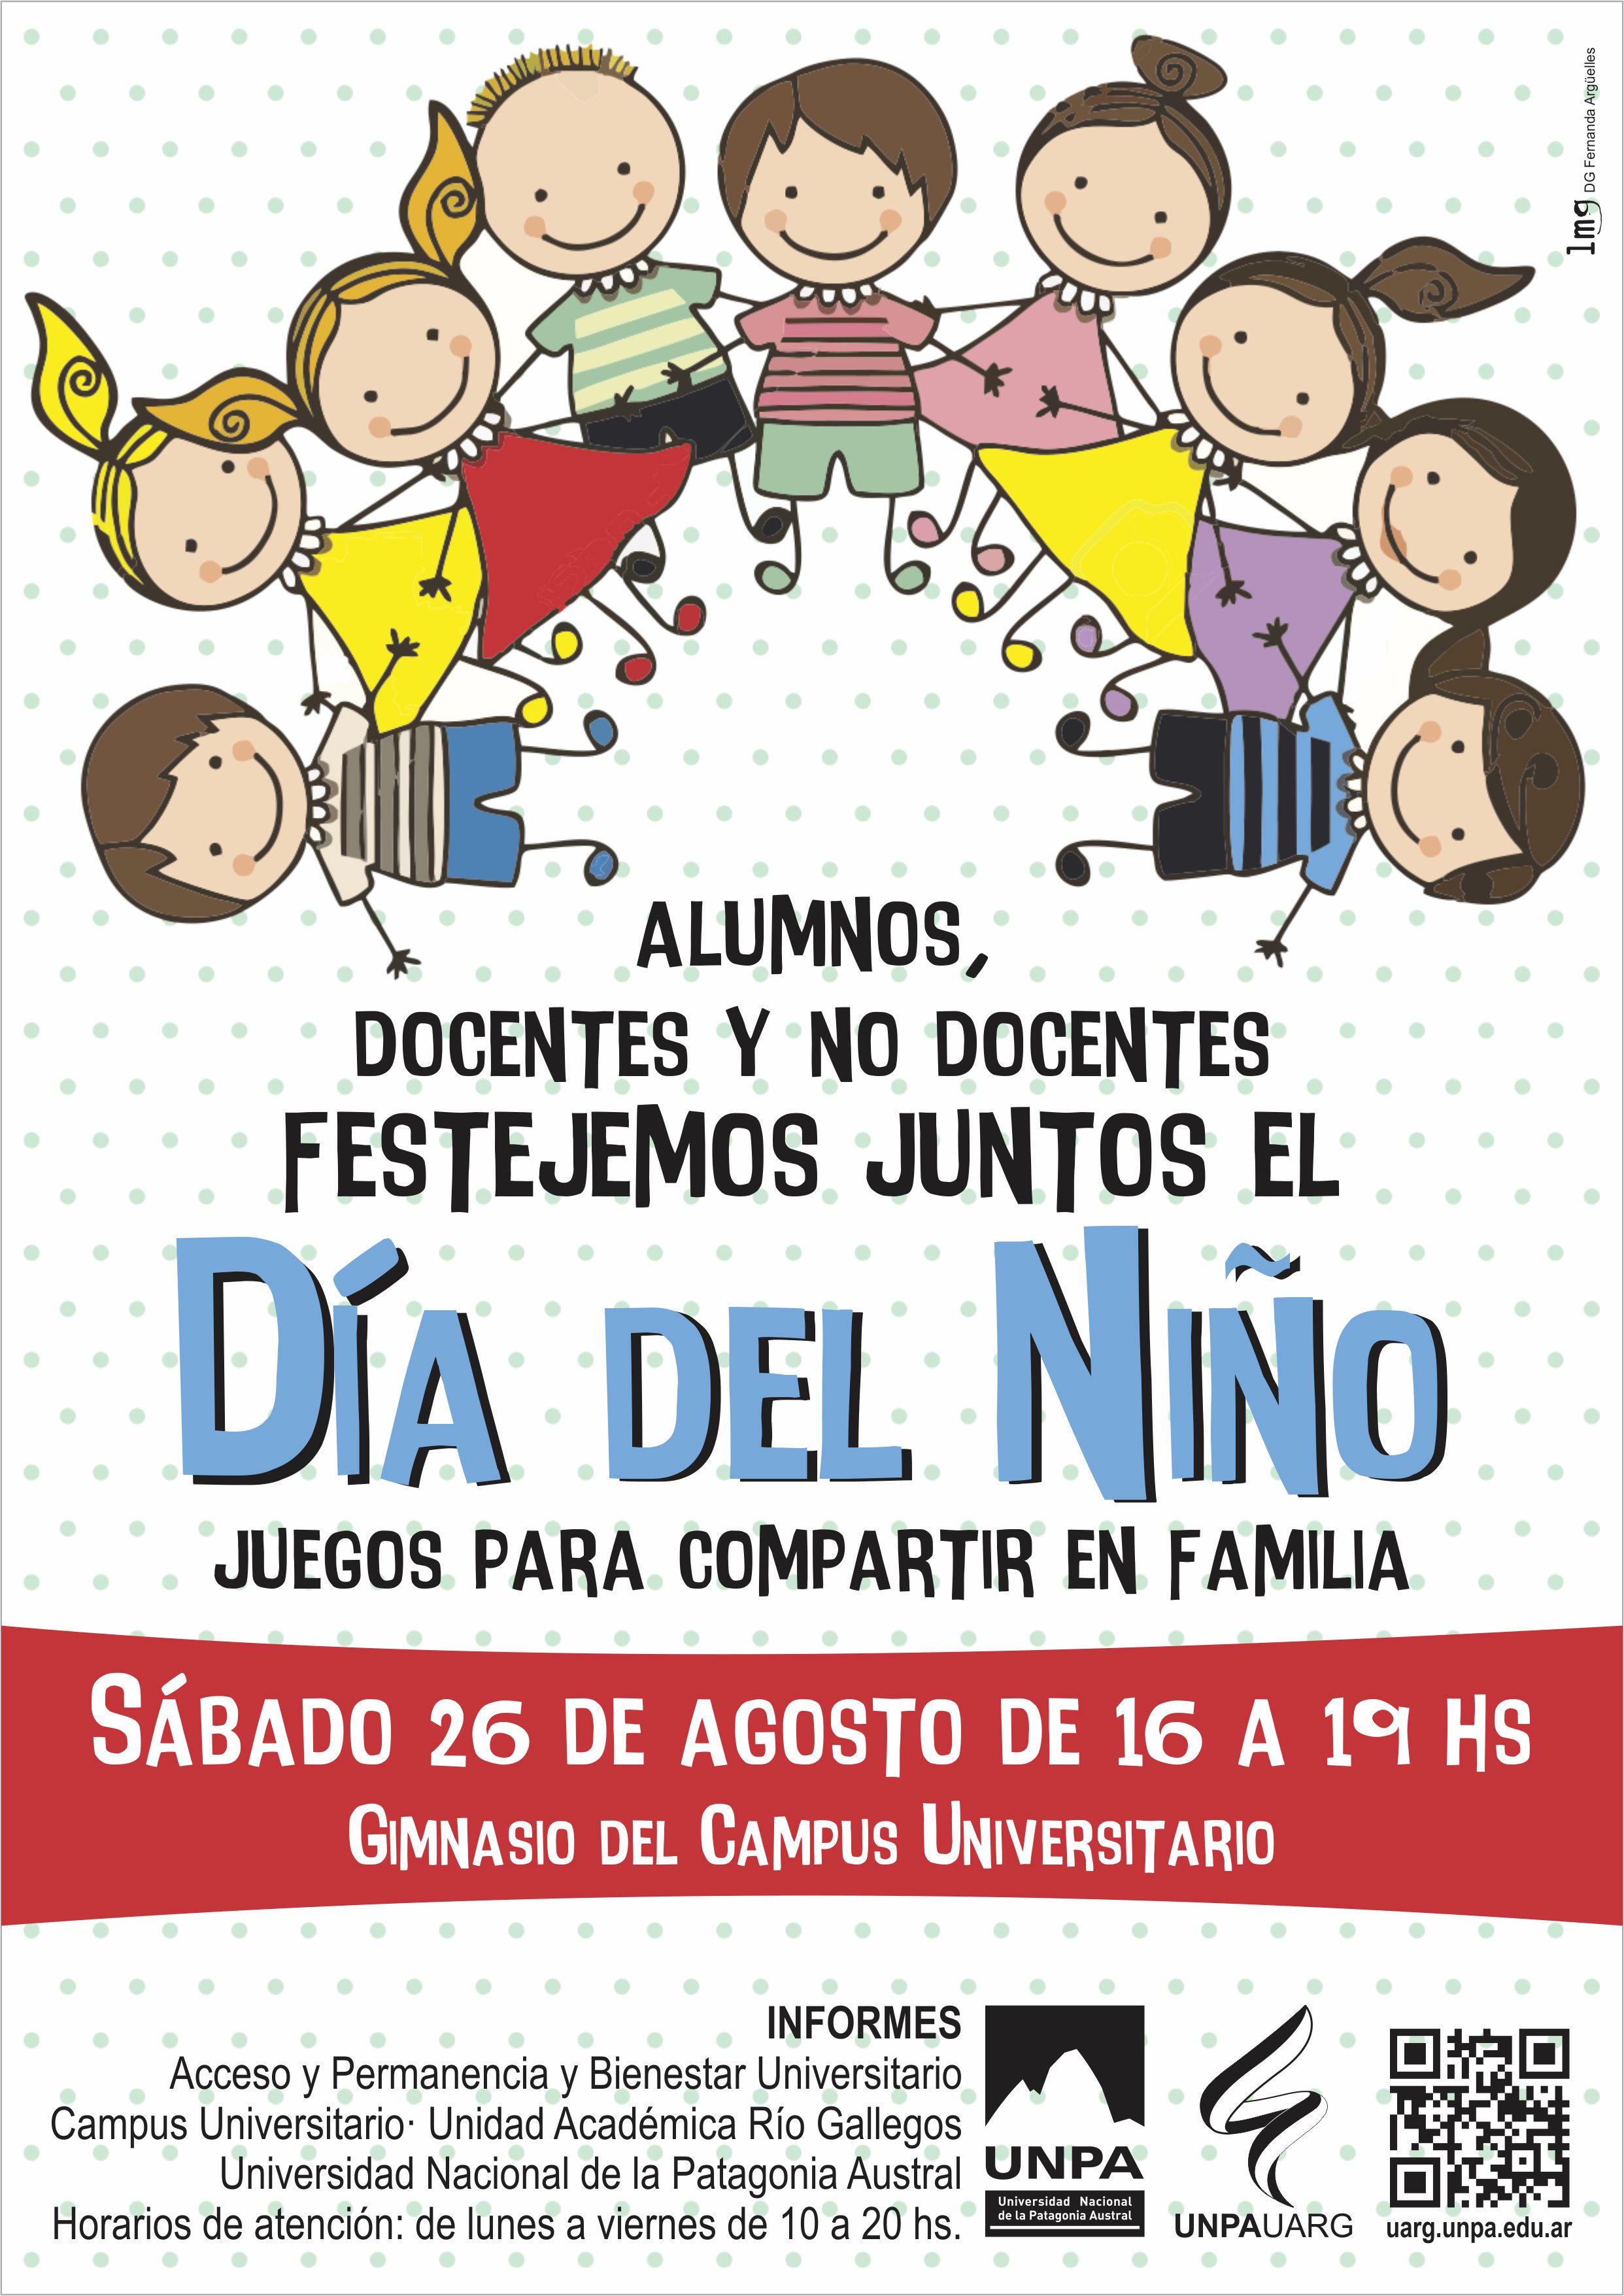 lmg DG Fernanda Argüelles
ALUMNOS,
DOCENTES Y NO DOCENTES
FESTEJEMOS JUNTOS EL
DÍA DEL NIÑO
JUEGOS PARA COMPARTIR EN FAMILIA
SÁBADO 26 DE AGOSTO DE 16 A 19 HS
GIMNASIO DEL CAMPUS UNIVERSITARIO
INFORMES
Acceso y Permanencia y Bienestar Universitario
Campus Universitario· Unidad Académica Río Gallegos
Universidad Nacional de la Patagonia Austral
Horarios de atención: de lunes a viernes de 10 a 20 hs.
UNPA
Universidad Nacional
de la Patagonia Austral
UNPAUARG
uarg.unpa.edu.ar